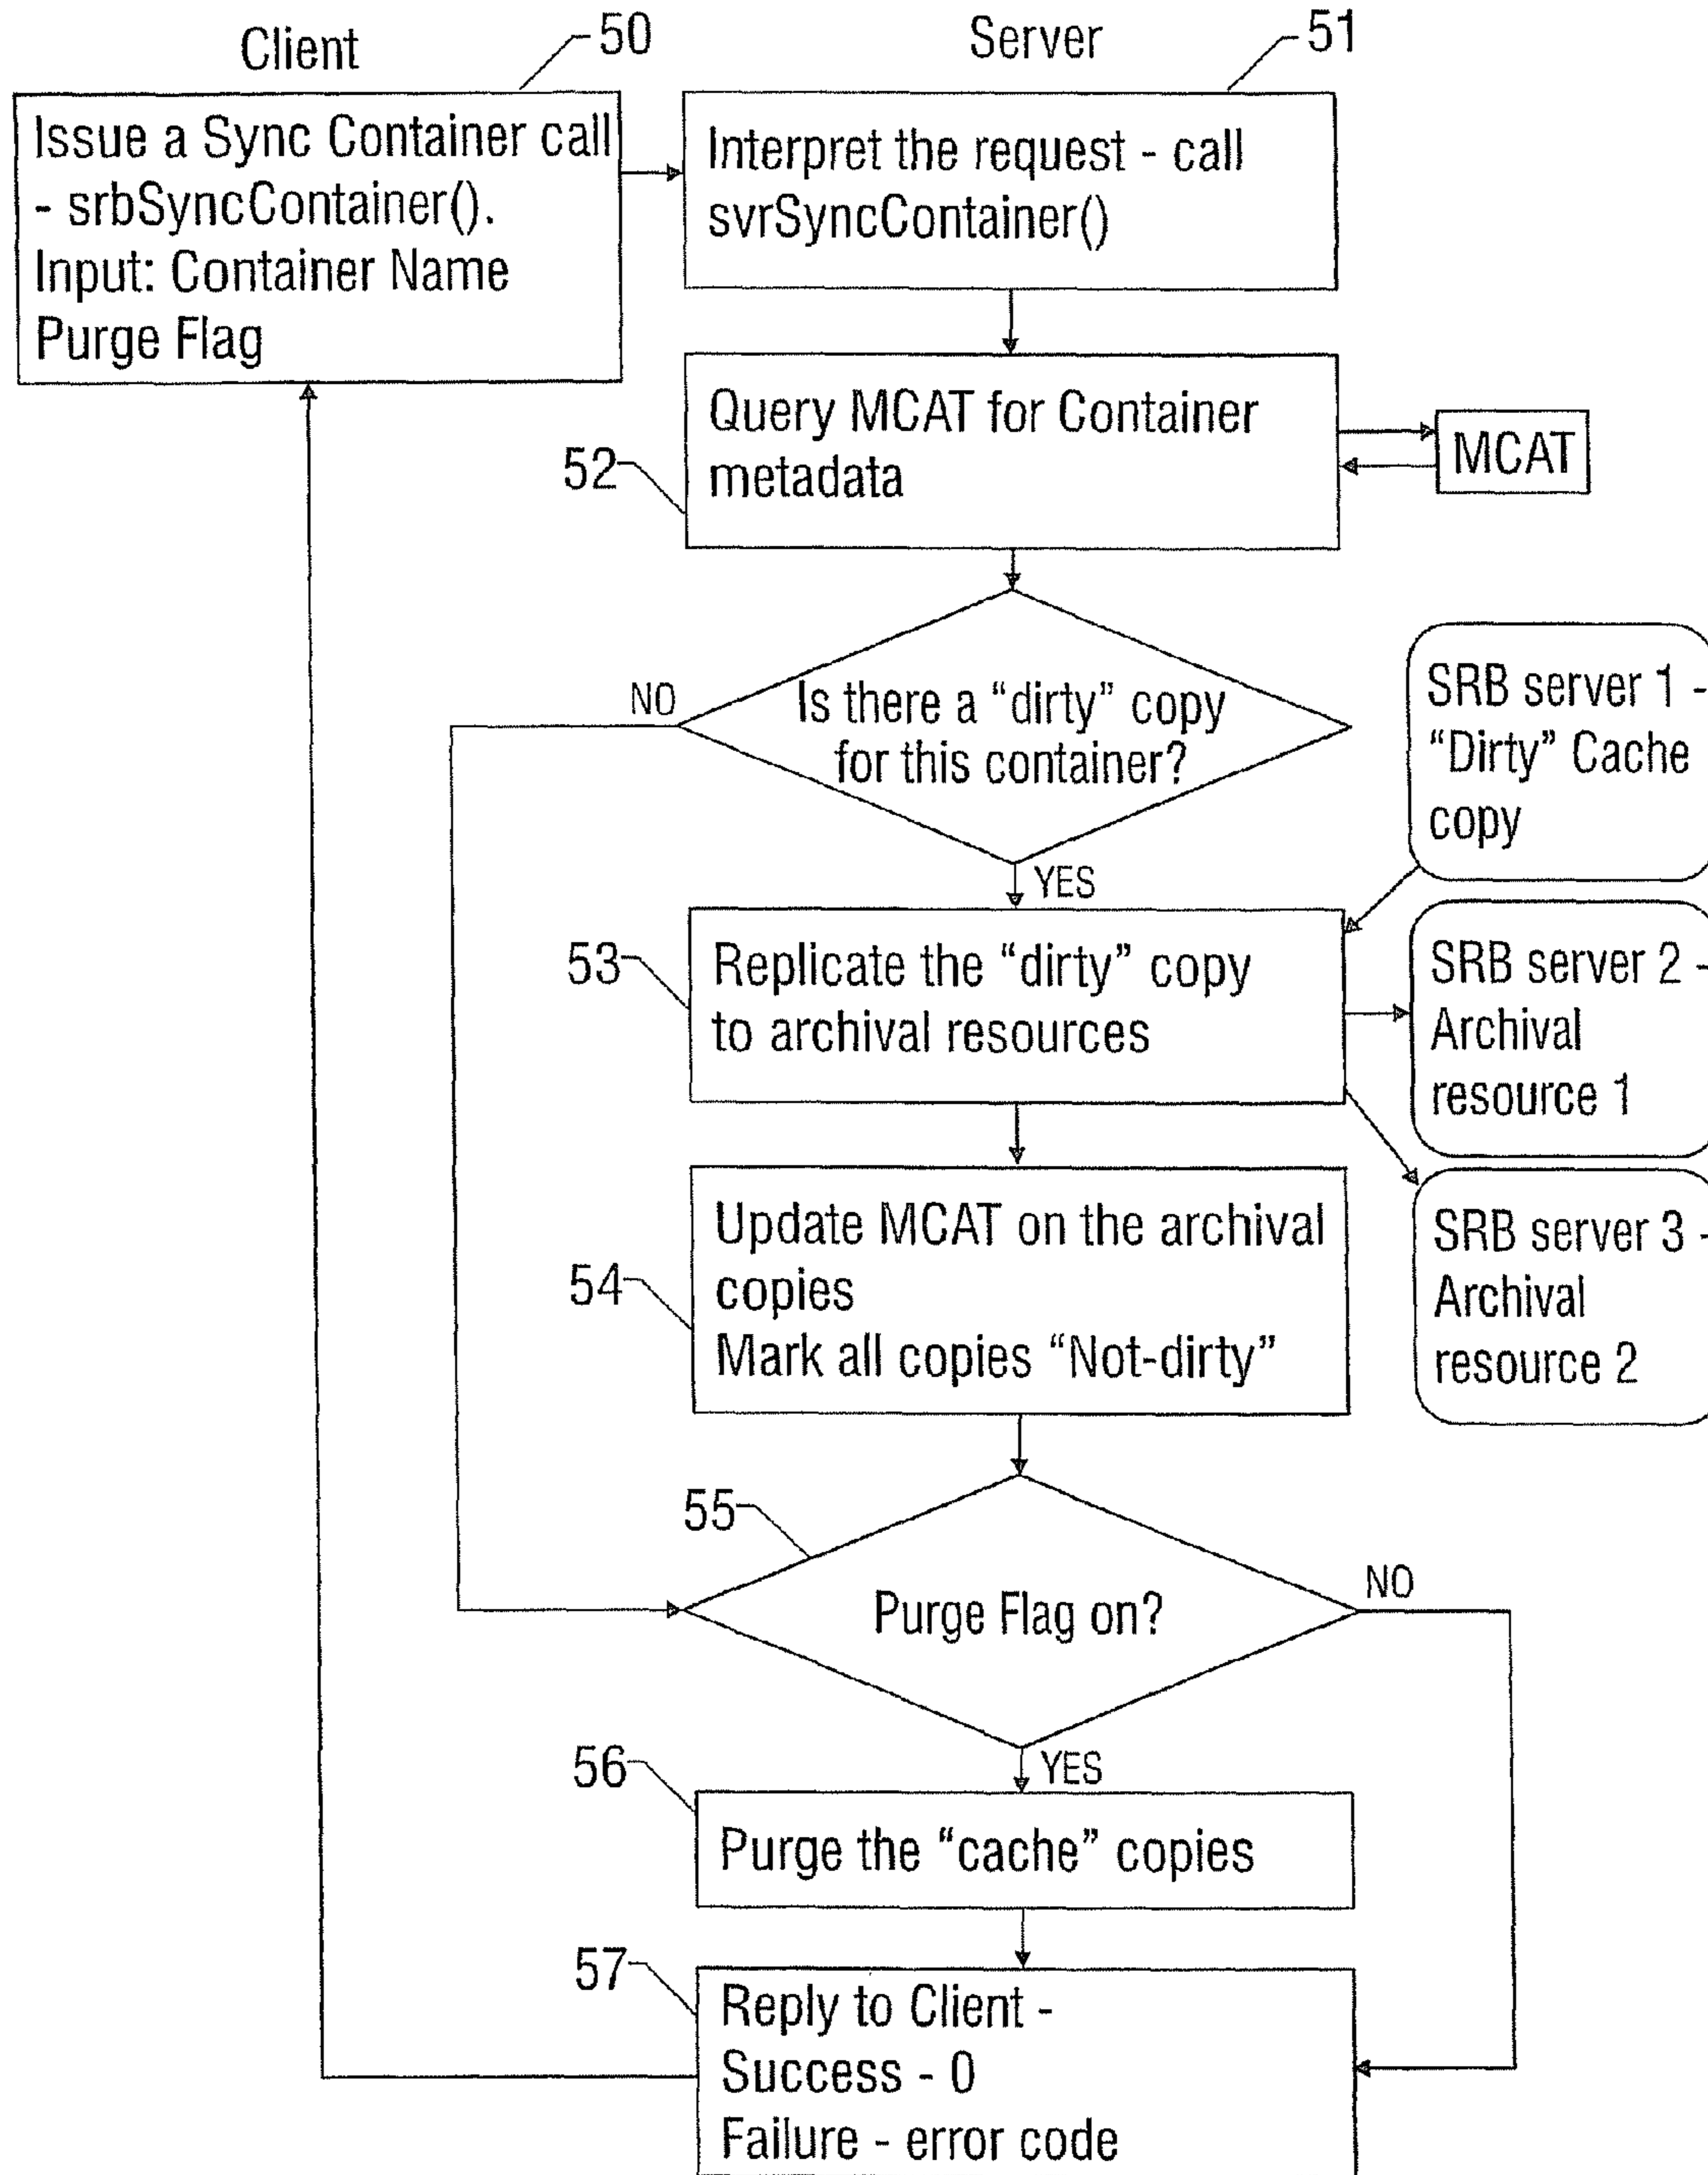 Client
50
Server
51
Issue a Sync Container call
- srbSyncContainer().
Input: Container Name
Purge Flag
Interpret the request - call
svrSyncContainer()
Query MCAT for Container
metadata
52
MCAT
NO
Is there a “dirty” copy
for this container?
YES
SRB server 1 -
“Dirty” Cache
copy
53
Replicate the “dirty” copy
to archival resources
SRB server 2 -
Archival
resource 1
54
Update MCAT on the archival
copies
Mark all copies “Not-dirty”
SRB server 3 -
Archival
resource 2
55
Purge Flag on?
NO
YES
56
Purge the “cache” copies
57
Reply to Client -
Success - 0
Failure - error code